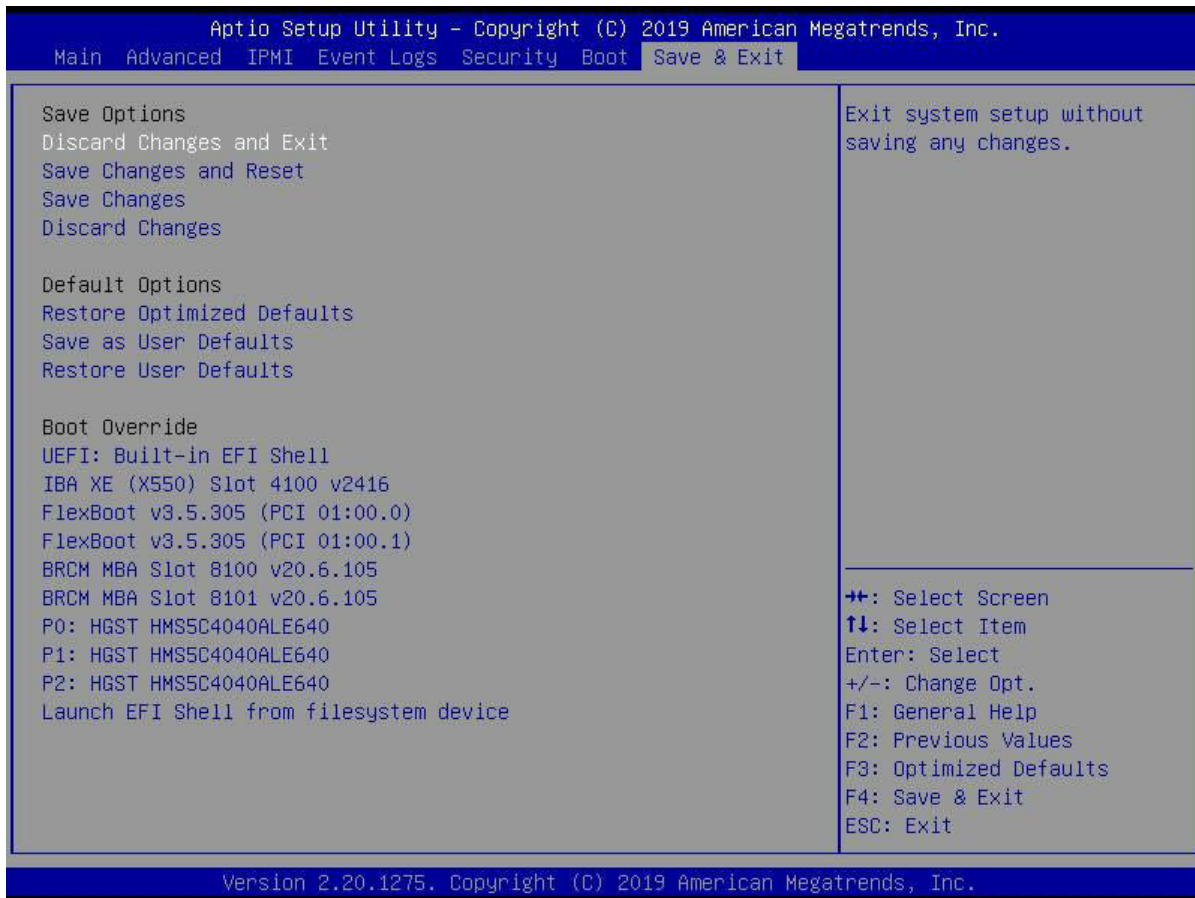 Aptio Setup Utility – Copyright (C) 2019 American Megatrends, Inc.
Main Advanced IPMI Event Logs Security Boot Save & Exit
Save Options
Discard Changes and Exit
Save Changes and Reset
Save Changes
Discard Changes
Default Options
Restore Optimized Defaults
Save as User Defaults
Restore User Defaults
Boot Override
UEFI: Built-in EFI Shell
IBA XE (X550) Slot 4100 v2416
FlexBoot v3.5.305 (PCI 01:00.0)
FlexBoot v3.5.305 (PCI 01:00.1)
BRCM MBA Slot 8100 v20.6.105
BRCM MBA Slot 8101 v20.6.105
P0: HGST HMS5C4040ALE640
P1: HGST HMS5C4040ALE640
P2: HGST HMS5C4040ALE640
Launch EFI Shell from filesystem device
Exit system setup without
saving any changes.
→←: Select Screen
↑↓: Select Item
Enter: Select
+/-: Change Opt.
F1: General Help
F2: Previous Values
F3: Optimized Defaults
F4: Save & Exit
ESC: Exit
Version 2.20.1275. Copyright (C) 2019 American Megatrends, Inc.